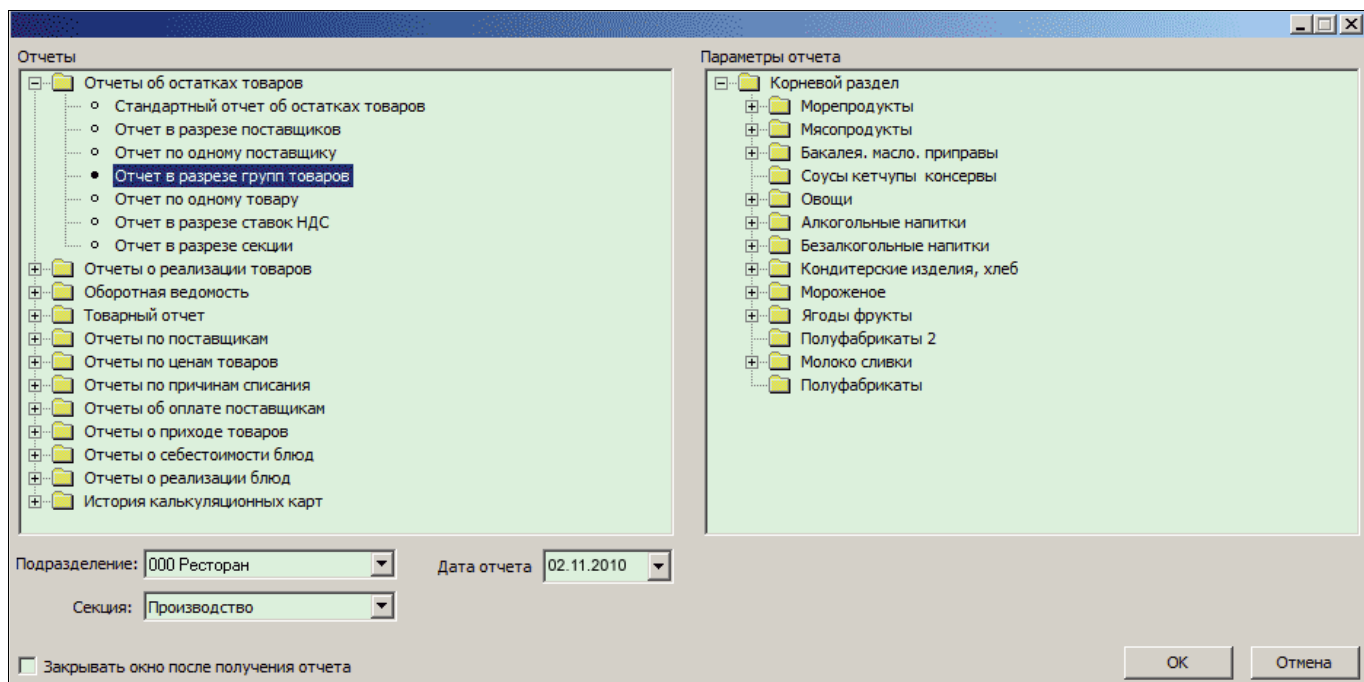 Отчеты
Отчеты об остатках товаров
Стандартный отчет об остатках товаров
Отчет в разрезе поставщиков
Отчет по одному поставщику
Отчет в разрезе групп товаров
Отчет по одному товару
Отчет в разрезе ставок НДС
Отчет в разрезе секции
Отчеты о реализации товаров
Оборотная ведомость
Товарный отчет
Отчеты по поставщикам
Отчеты по ценам товаров
Отчеты по причинам списания
Отчеты об оплате поставщикам
Отчеты о приходе товаров
Отчеты о себестоимости блюд
Отчеты о реализации блюд
История калькуляционных карт
Параметры отчета
Корневой раздел
Морепродукты
Мясопродукты
Бакалея. масло. приправы
Соусы кетчупы консервы
Овощи
Алкогольные напитки
Безалкогольные напитки
Кондитерские изделия, хлеб
Мороженое
Ягоды фрукты
Полуфабрикаты 2
Молоко сливки
Полуфабрикаты
Подразделение: 000 Ресторан Дата отчета 02.11.2010
Секция: Производство
Закрывать окно после получения отчета
OK Отмена